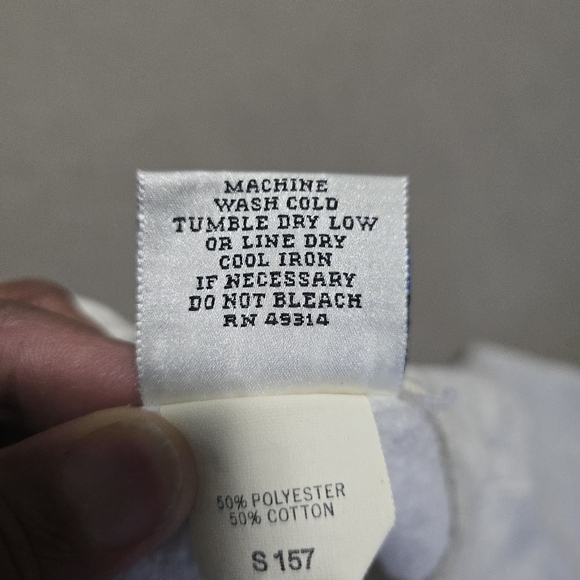 MACHINE
WASH COLD
TUMBLE DRY LOW
OR LINE DRY
COOL IRON
IF NECESSARY
DO NOT BLEACH
RN 49314
50% POLYESTER
50% COTTON
S 157